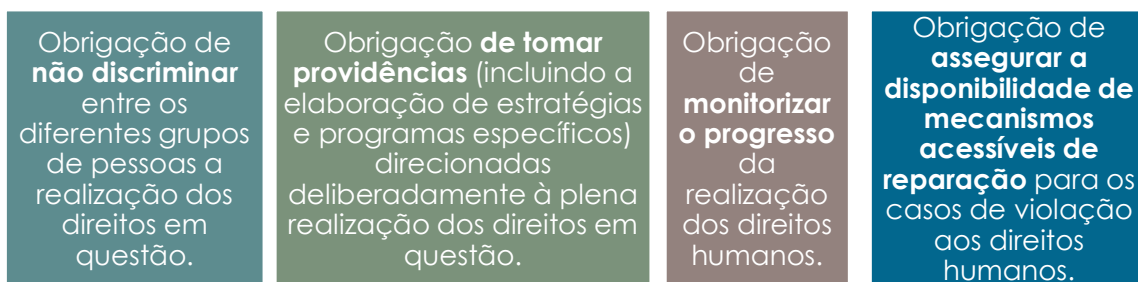 Obrigação de
não discriminar
entre os
diferentes grupos
de pessoas a
realização dos
direitos em
questão.
Obrigação de tomar
providências (incluindo a
elaboração de estratégias
e programas específicos)
direcionadas
deliberadamente à plena
realização dos direitos em
questão.
Obrigação
de
monitorizar
o progresso
da
realização
dos direitos
humanos.
Obrigação de
assegurar a
disponibilidade de
mecanismos
acessíveis de
reparação para os
casos de violação
aos direitos
humanos.